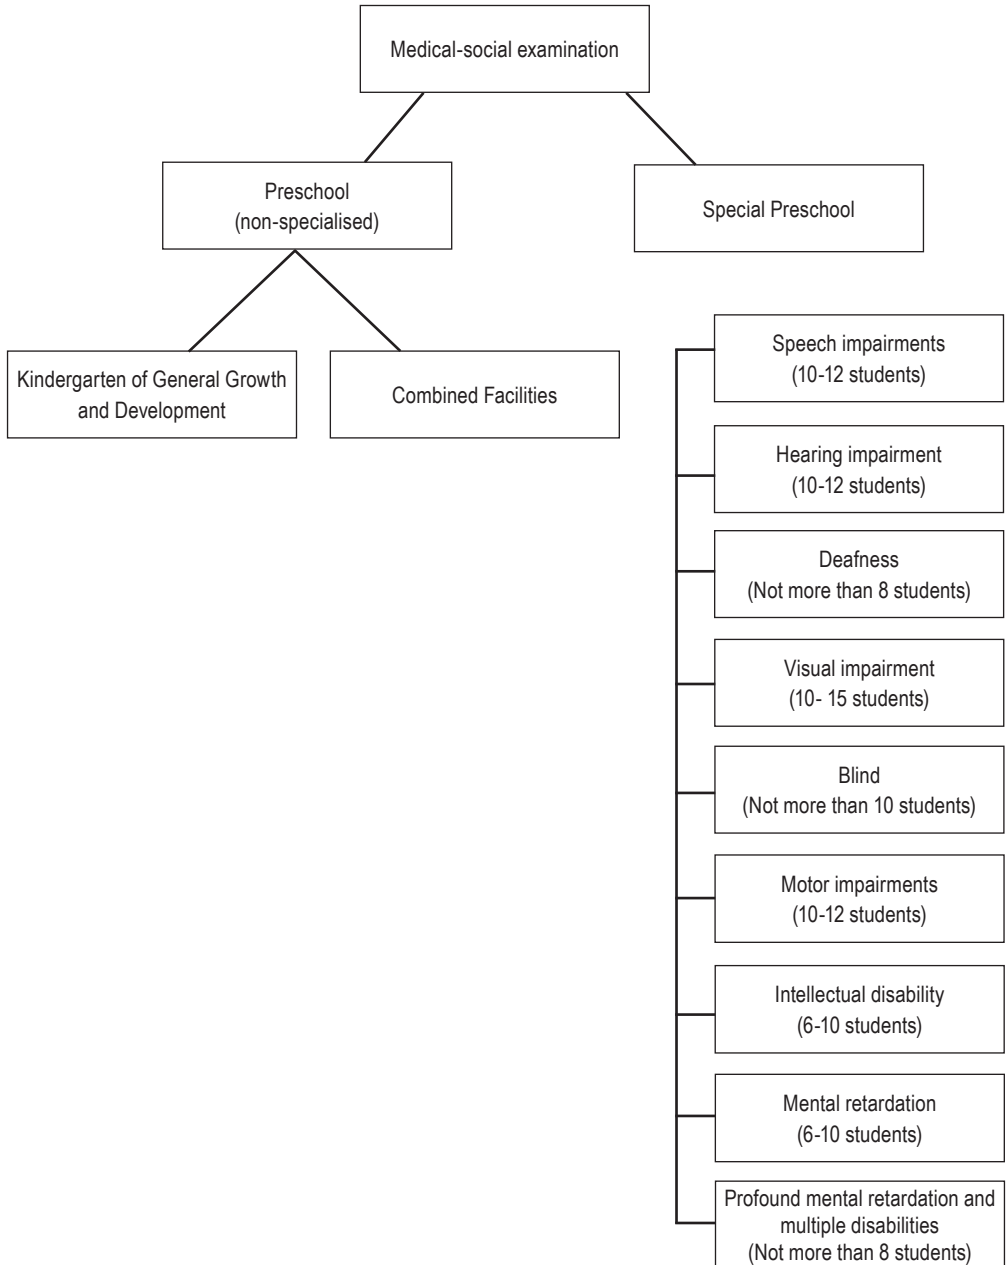 Medical-social examination
Preschool
(non-specialised)
Special Preschool
Kindergarten of General Growth
and Development
Combined Facilities
Speech impairments
(10-12 students)
Hearing impairment
(10-12 students)
Deafness
(Not more than 8 students)
Visual impairment
(10- 15 students)
Blind
(Not more than 10 students)
Motor impairments
(10-12 students)
Intellectual disability
(6-10 students)
Mental retardation
(6-10 students)
Profound mental retardation and
multiple disabilities
(Not more than 8 students)